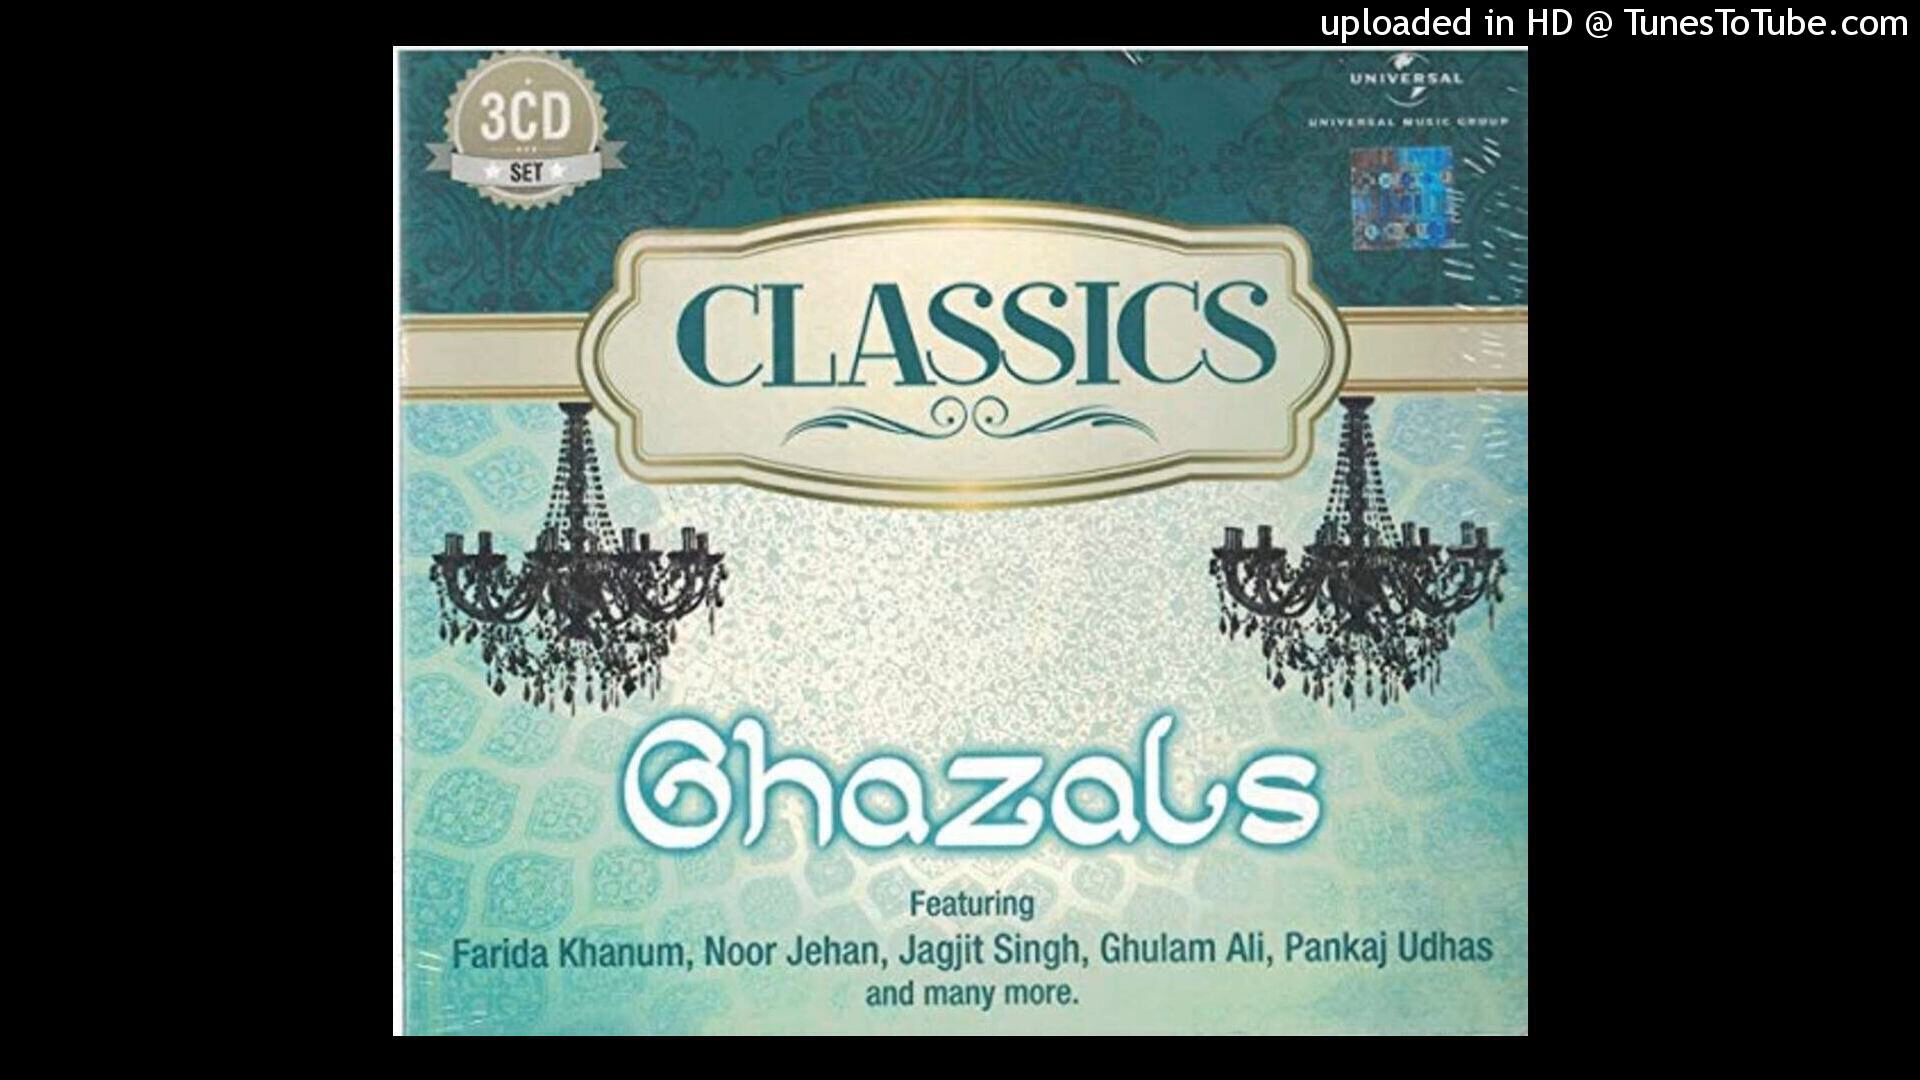 uploaded in HD @ TunesToTube.com
3CD
SET
UNIVERSAL
UNIVERSAL MUSIC GROUP
CLASSICS
Ghazals
Featuring
Farida Khanum, Noor Jehan, Jagjit Singh, Ghulam Ali, Pankaj Udhas
and many more.